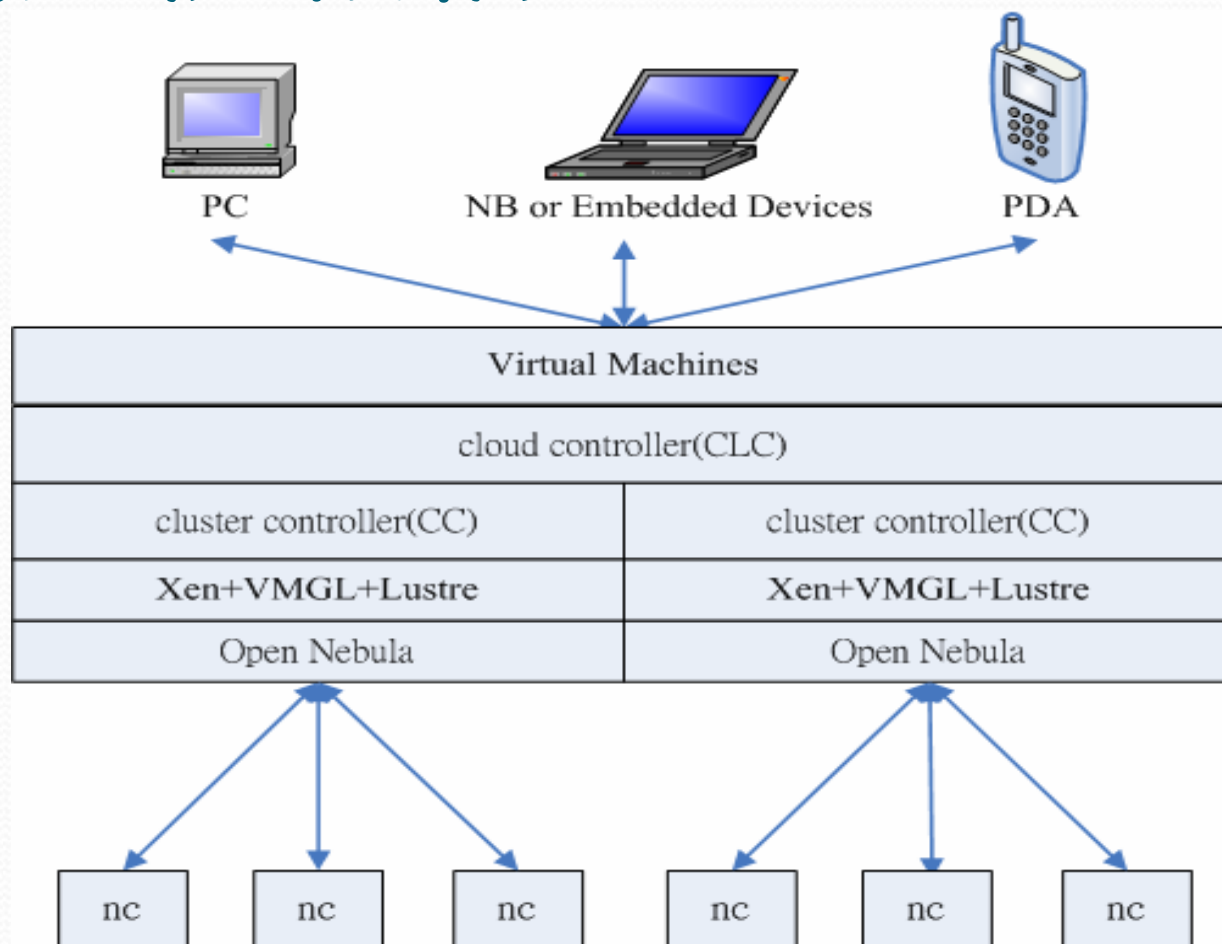 PC
NB or Embedded Devices
PDA
Virtual Machines
cloud controller(CLC)
cluster controller(CC)
cluster controller(CC)
Xen+VMGL+Lustre
Xen+VMGL+Lustre
Open Nebula
Open Nebula
nc
nc
nc
nc
nc
nc